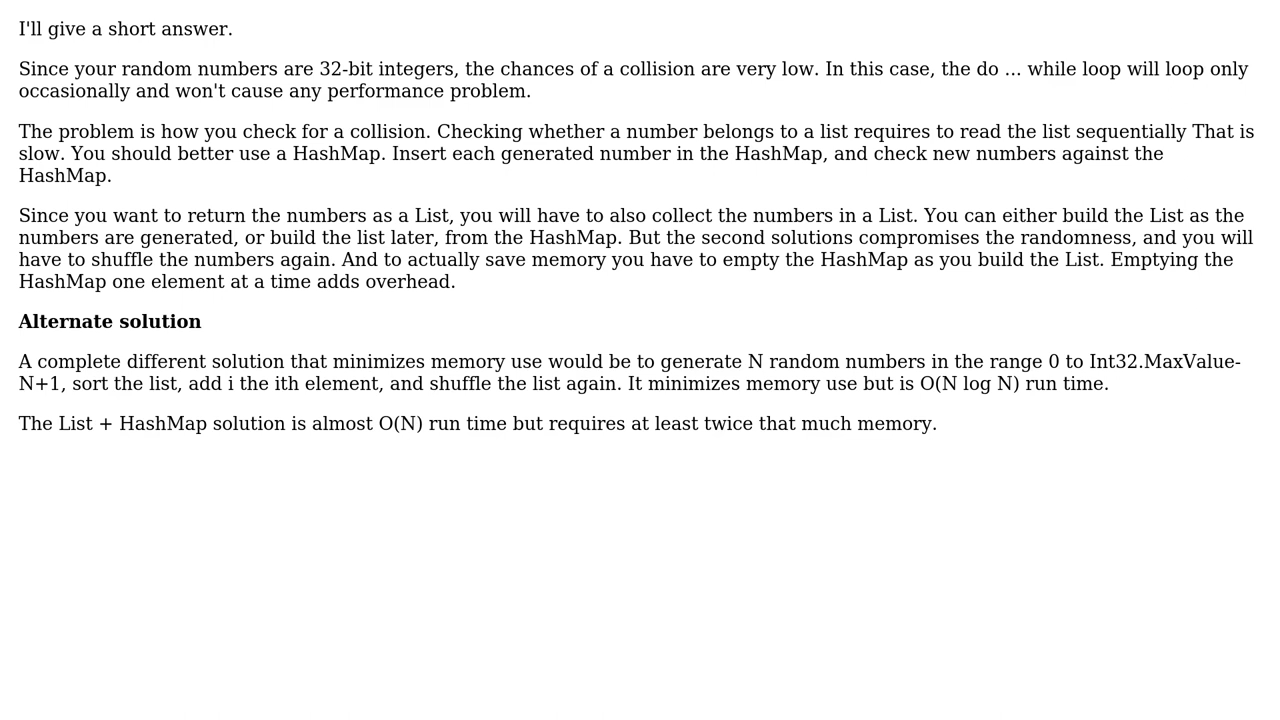 I'll give a short answer.
Since your random numbers are 32-bit integers, the chances of a collision are very low. In this case, the do ... while loop will loop only
occasionally and won't cause any performance problem.
The problem is how you check for a collision. Checking whether a number belongs to a list requires to read the list sequentially That is
slow. You should better use a HashMap. Insert each generated number in the HashMap, and check new numbers against the
HashMap.
Since you want to return the numbers as a List, you will have to also collect the numbers in a List. You can either build the List as the
numbers are generated, or build the list later, from the HashMap. But the second solutions compromises the randomness, and you will
have to shuffle the numbers again. And to actually save memory you have to empty the HashMap as you build the List. Emptying the
HashMap one element at a time adds overhead.
Alternate solution
A complete different solution that minimizes memory use would be to generate N random numbers in the range 0 to Int32.MaxValue-
N+1, sort the list, add i the ith element, and shuffle the list again. It minimizes memory use but is O(N log N) run time.
The List + HashMap solution is almost O(N) run time but requires at least twice that much memory.